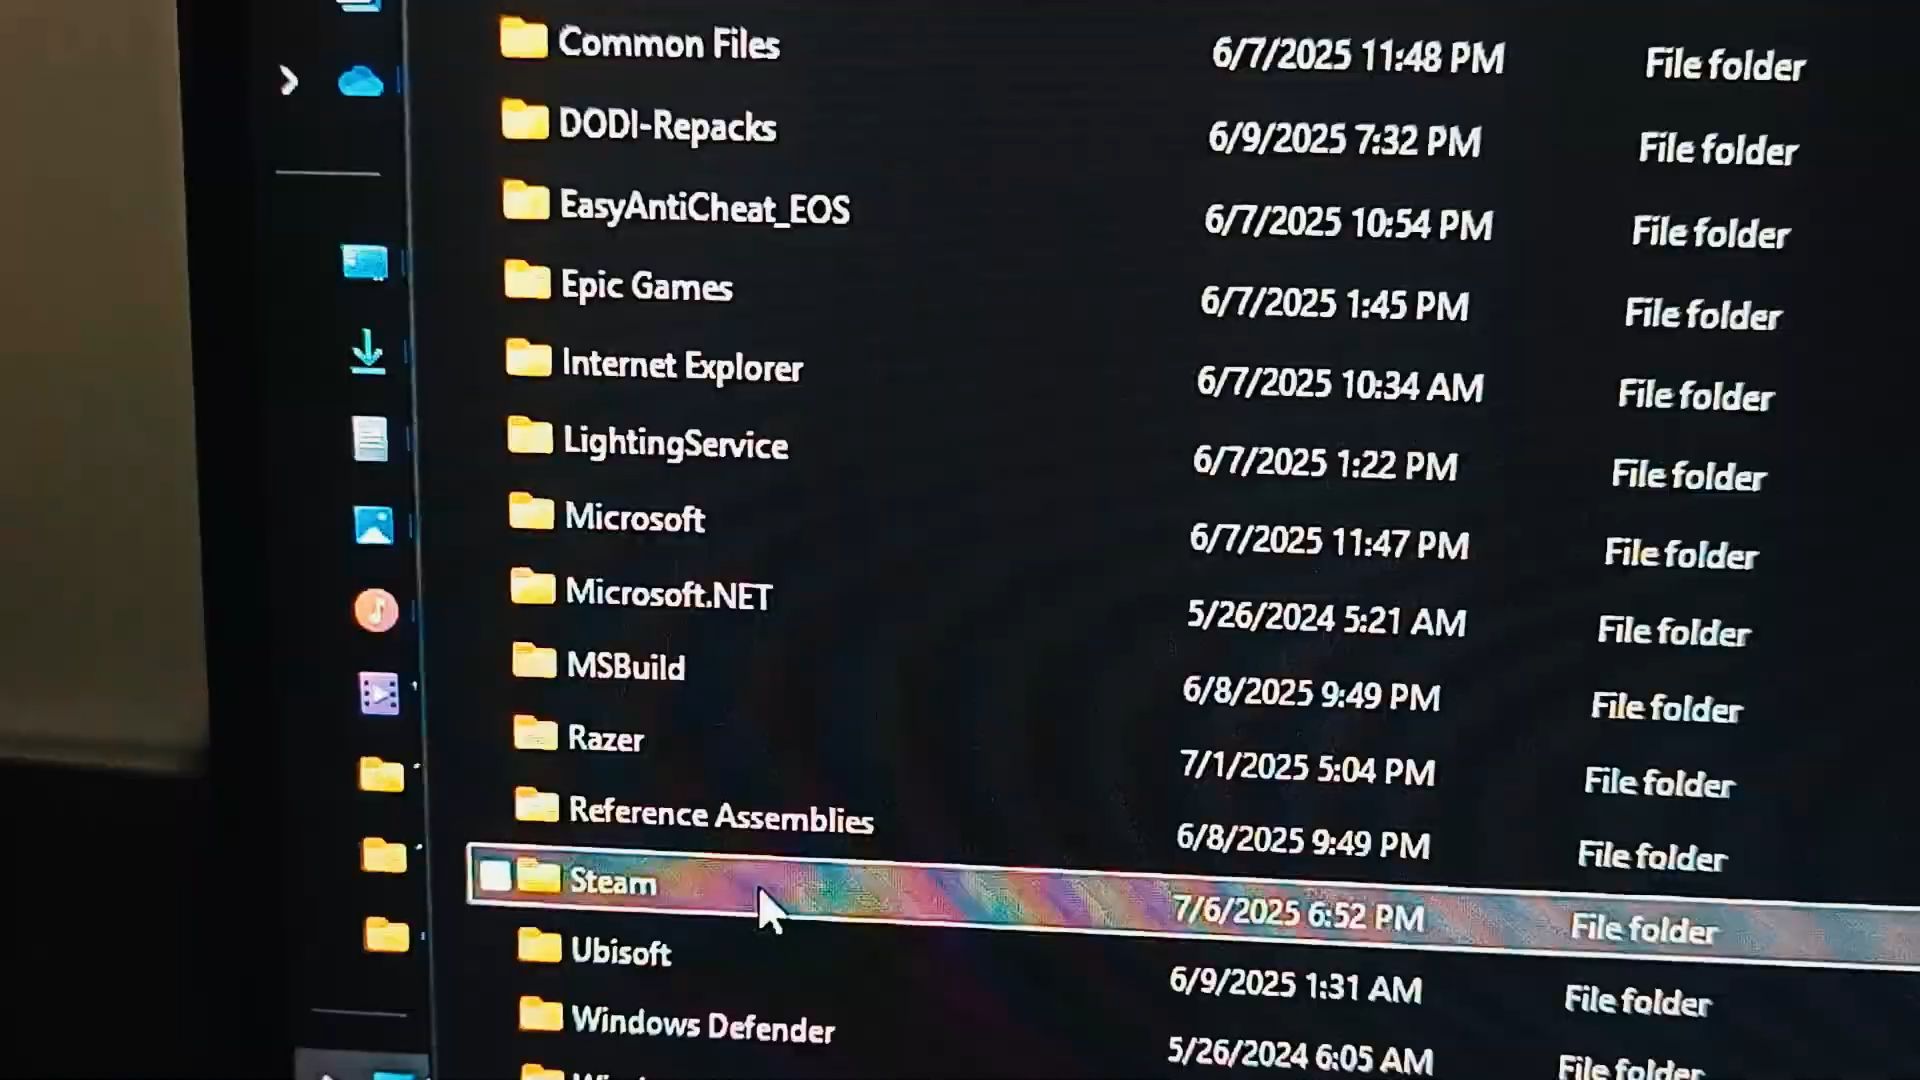 Common Files 6/7/2025 11:48 PM File folder
DODI-Repacks 6/9/2025 7:32 PM File folder
EasyAntiCheat_EOS 6/7/2025 10:54 PM File folder
Epic Games 6/7/2025 1:45 PM File folder
Internet Explorer 6/7/2025 10:34 AM File folder
LightingService 6/7/2025 1:22 PM File folder
Microsoft 6/7/2025 11:47 PM File folder
Microsoft.NET 5/26/2024 5:21 AM File folder
MSBuild 6/8/2025 9:49 PM File folder
Razer 7/1/2025 5:04 PM File folder
Reference Assemblies 6/8/2025 9:49 PM File folder
Steam 7/6/2025 6:52 PM File folder
Ubisoft 6/9/2025 1:31 AM File folder
Windows Defender 5/26/2024 6:05 AM File folder